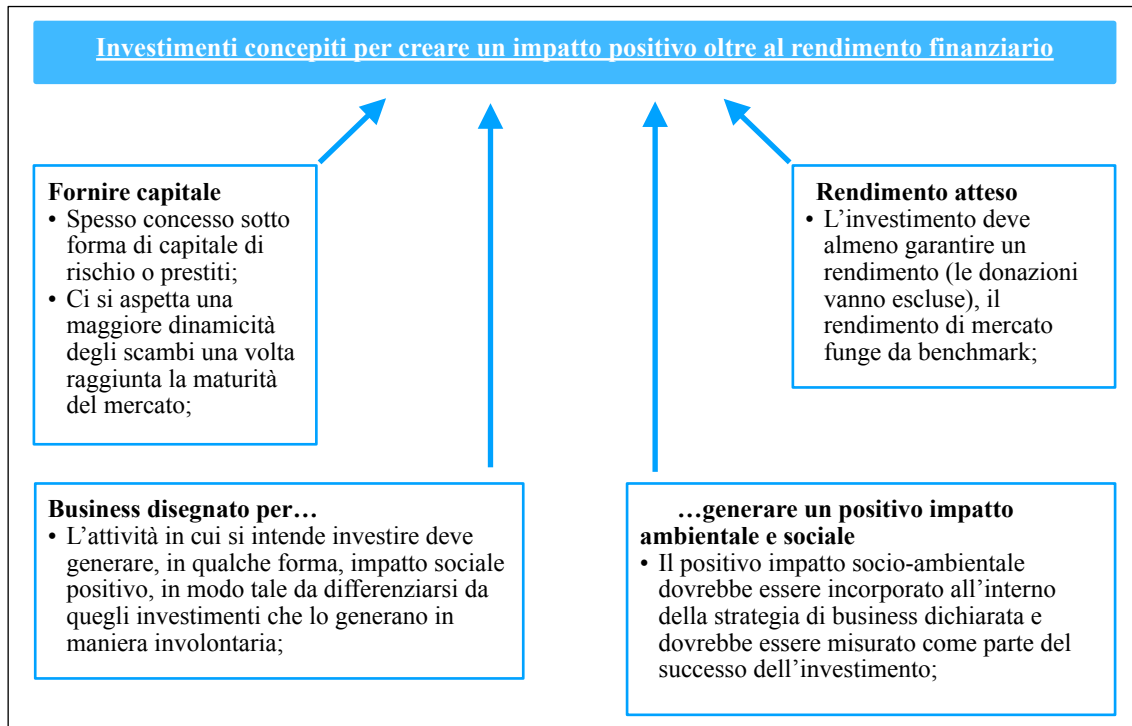 Investimenti concepiti per creare un impatto positivo oltre al rendimento finanziario
Fornire capitale
• Spesso concesso sotto
forma di capitale di
rischio o prestiti;
• Ci si aspetta una
maggiore dinamicità
degli scambi una volta
raggiunta la maturità
del mercato;
Rendimento atteso
• L’investimento deve
almeno garantire un
rendimento (le donazioni
vanno escluse), il
rendimento di mercato
funge da benchmark;
Business disegnato per…
• L’attività in cui si intende investire deve
generare, in qualche forma, impatto sociale
positivo, in modo tale da differenziarsi da
quegli investimenti che lo generano in
maniera involontaria;
…generare un positivo impatto
ambientale e sociale
• Il positivo impatto socio-ambientale
dovrebbe essere incorporato all’interno
della strategia di business dichiarata e
dovrebbe essere misurato come parte del
successo dell’investimento;